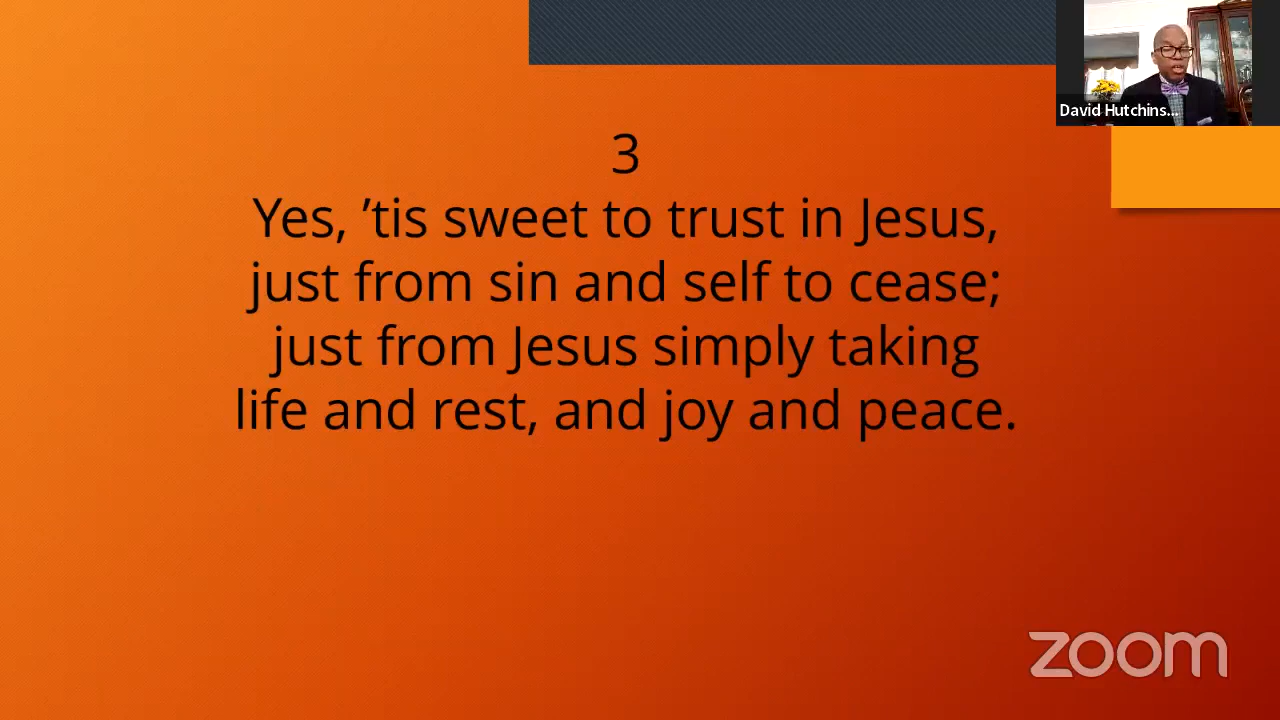 David Hutchins...
3
Yes, ’tis sweet to trust in Jesus,
just from sin and self to cease;
just from Jesus simply taking
life and rest, and joy and peace.
zoom